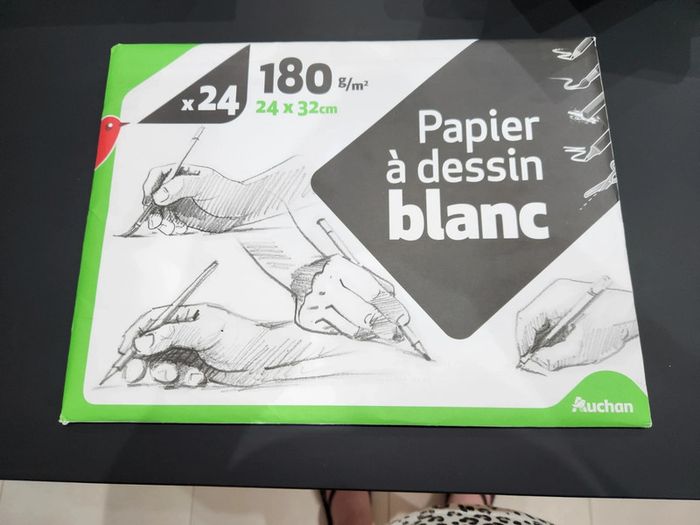 x24
180 g/m²
24 x 32cm
Papier
à dessin
blanc
Auchan